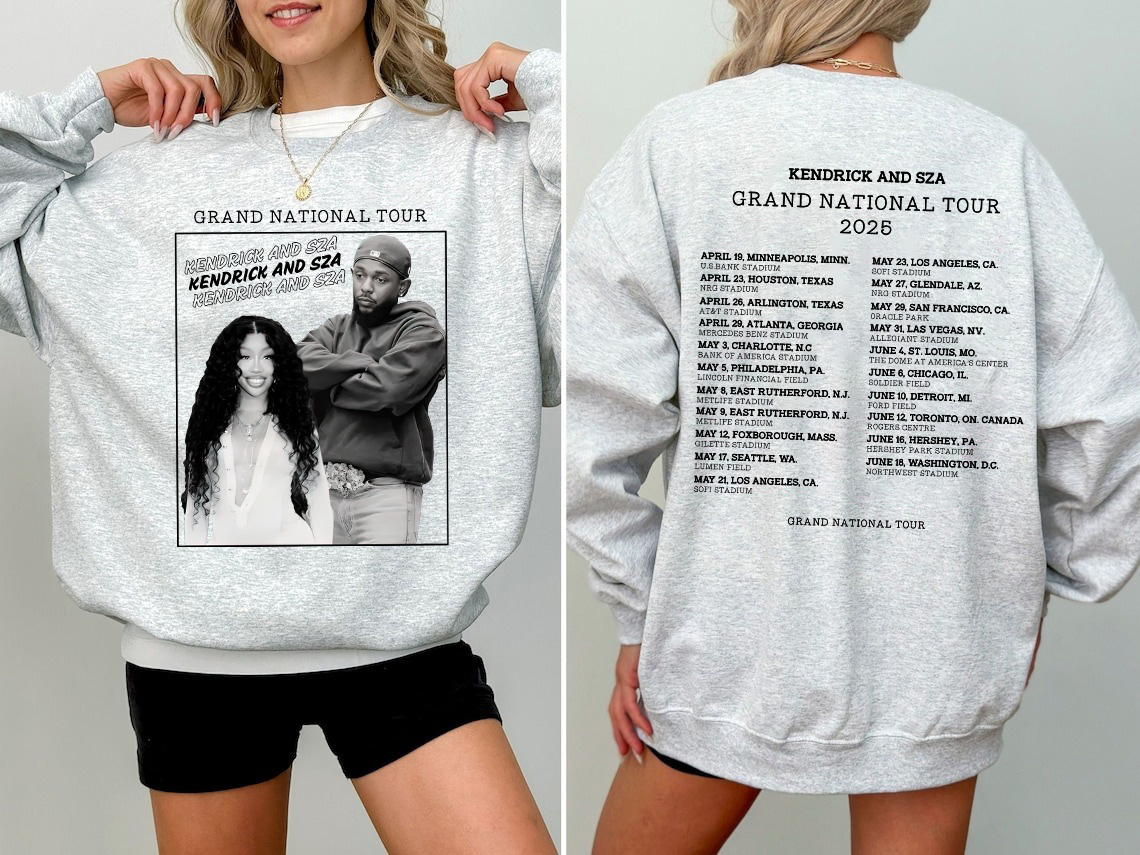 GRAND NATIONAL TOUR
KENDRICK AND SZA
KENDRICK AND SZA
KENDRICK AND SZA
KENDRICK AND SZA
GRAND NATIONAL TOUR
2025
APRIL 19, MINNEAPOLIS, MINN.
U.S.BANK STADIUM
APRIL 23, HOUSTON, TEXAS
NRG STADIUM
APRIL 26, ARLINGTON, TEXAS
AT&T STADIUM
APRIL 29, ATLANTA, GEORGIA
MERCEDES BENZ STADIUM
MAY 3, CHARLOTTE, N.C
BANK OF AMERICA STADIUM
MAY 5, PHILADELPHIA, PA.
LINCOLN FINANCIAL FIELD
MAY 8, EAST RUTHERFORD, N.J.
METLIFE STADIUM
MAY 9, EAST RUTHERFORD, N.J.
METLIFE STADIUM
MAY 12, FOXBOROUGH, MASS.
GILETTE STADIUM
MAY 17, SEATTLE, WA.
LUMEN FIELD
MAY 21, LOS ANGELES, CA.
SOFI STADIUM
MAY 23, LOS ANGELES, CA.
SOFI STADIUM
MAY 27, GLENDALE, AZ.
NRG STADIUM
MAY 29, SAN FRANCISCO, CA.
ORACLE PARK
MAY 31, LAS VEGAS, NV.
ALLEGIANT STADIUM
JUNE 4, ST. LOUIS, MO.
THE DOME AT AMERICA'S CENTER
JUNE 6, CHICAGO, IL.
SOLDIER FIELD
JUNE 10, DETROIT, MI.
FORD FIELD
JUNE 12, TORONTO, ON. CANADA
ROGERS CENTRE
JUNE 16, HERSHEY, PA.
HERSHEY PARK STADIUM
JUNE 18, WASHINGTON, D.C.
NORTHWEST STADIUM
GRAND NATIONAL TOUR